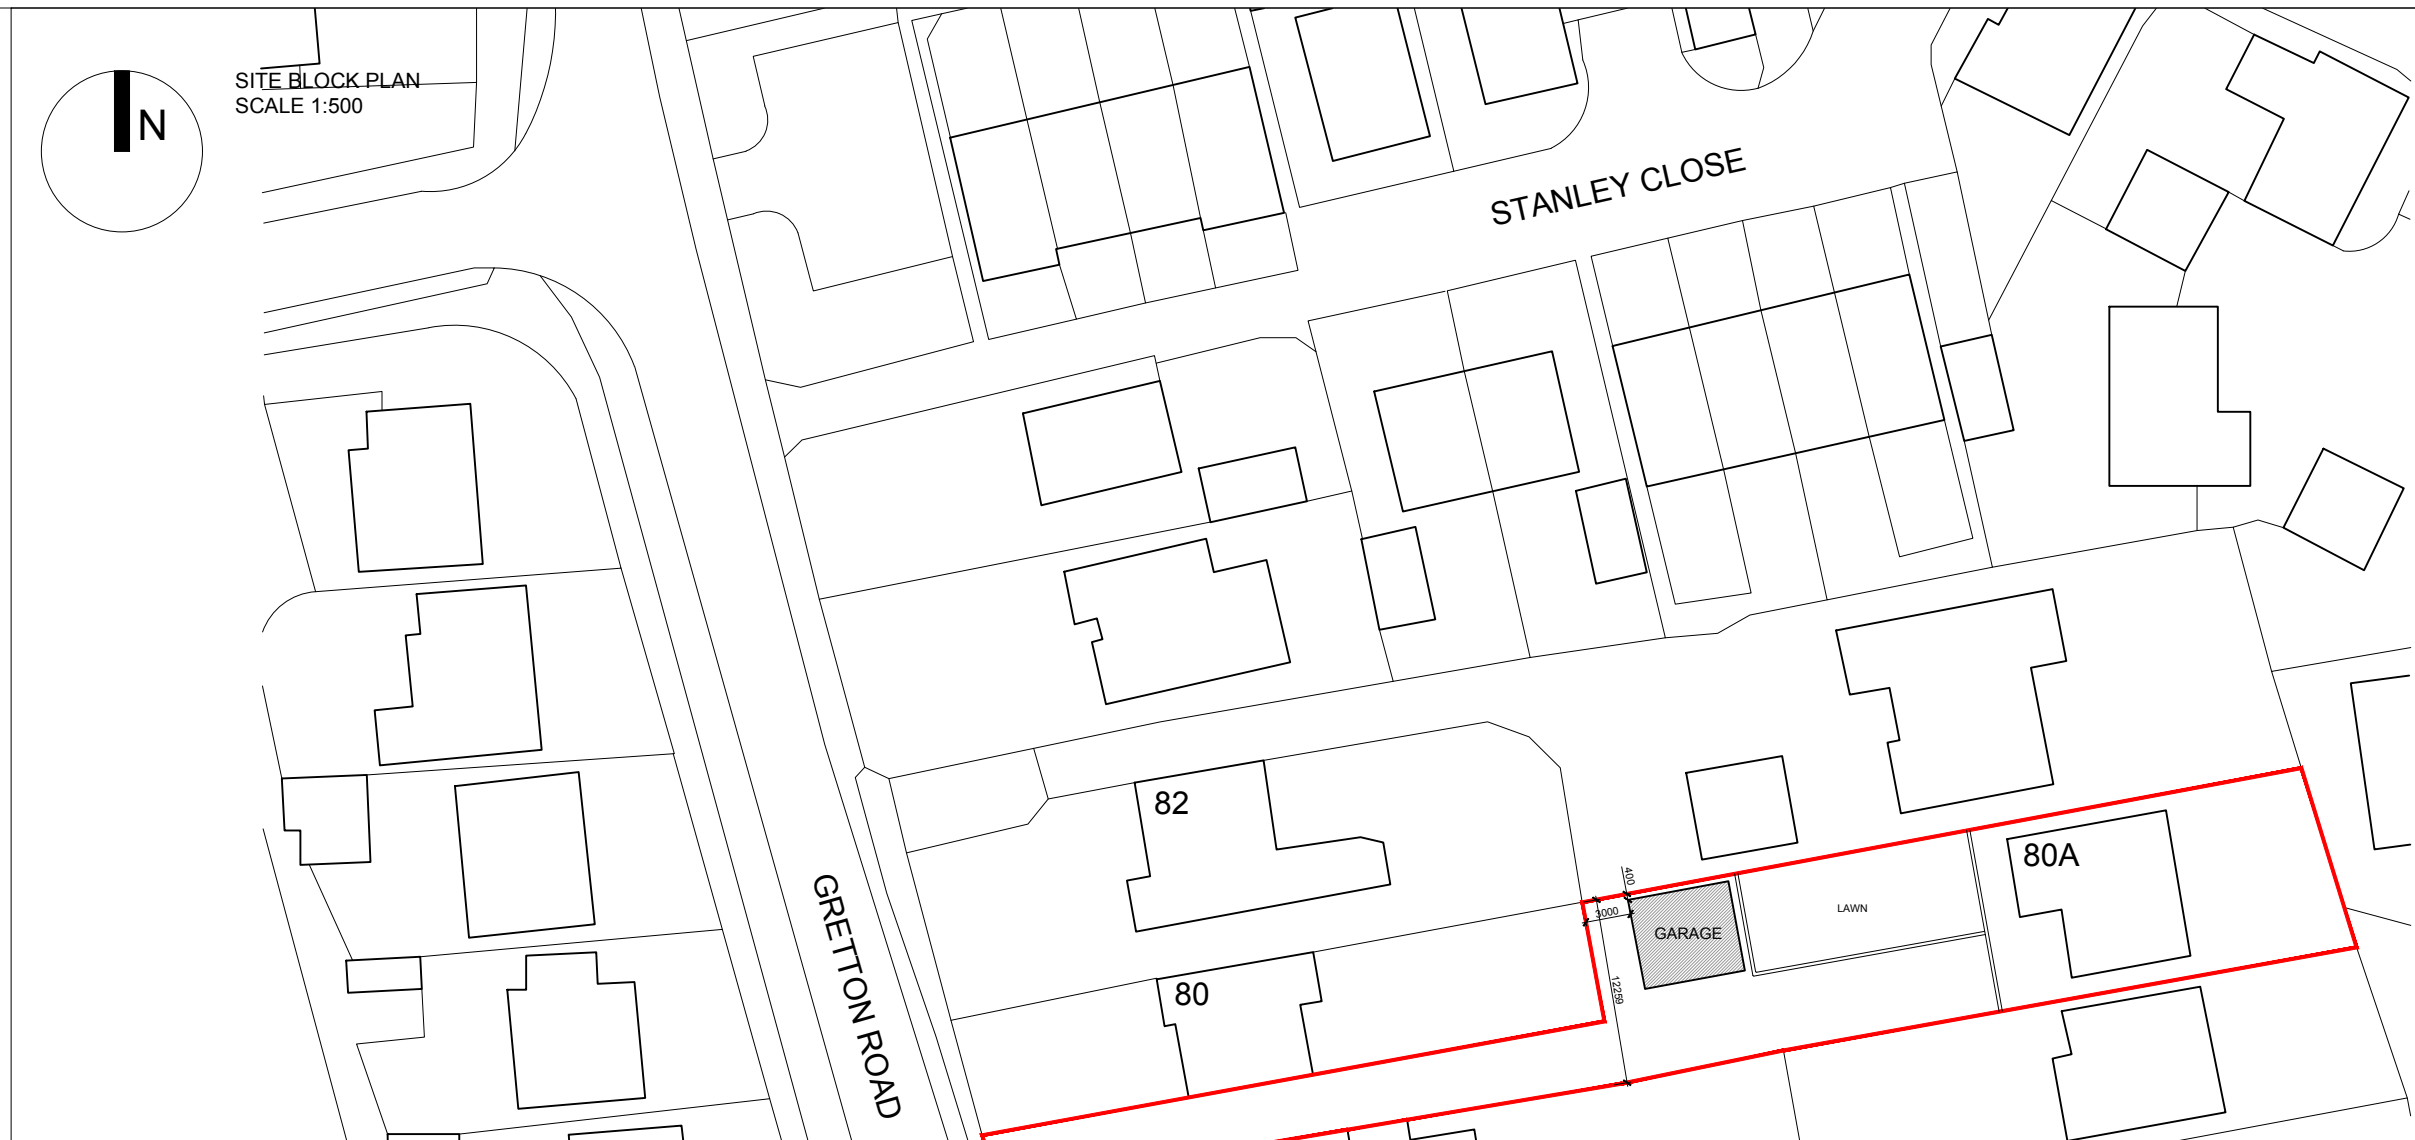 SITE BLOCK PLAN
SCALE 1:500
N
STANLEY CLOSE
82
80A
400
LAWN
3000
GARAGE
80
12259
GRETTON ROAD